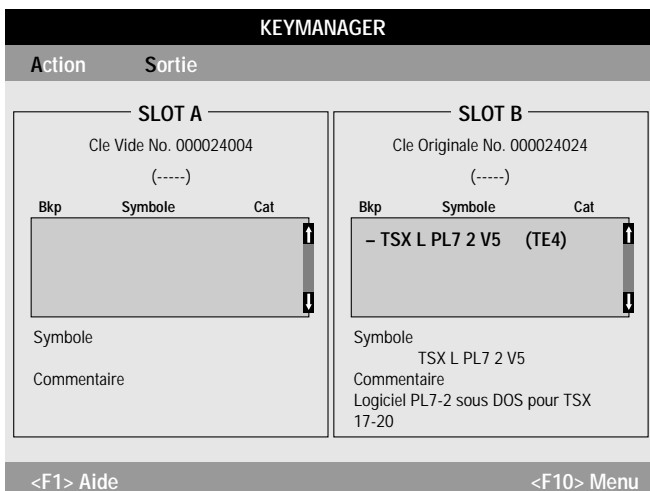 KEYMANAGER
Action Sortie
SLOT A
Cle Vide No. 000024004
(-----)
Bkp Symbole Cat
Symbole
Commentaire
SLOT B
Cle Originale No. 000024024
(-----)
Bkp Symbole Cat
– TSX L PL7 2 V5 (TE4)
Symbole
TSX L PL7 2 V5
Commentaire
Logiciel PL7-2 sous DOS pour TSX
17-20
<F1> Aide <F10> Menu